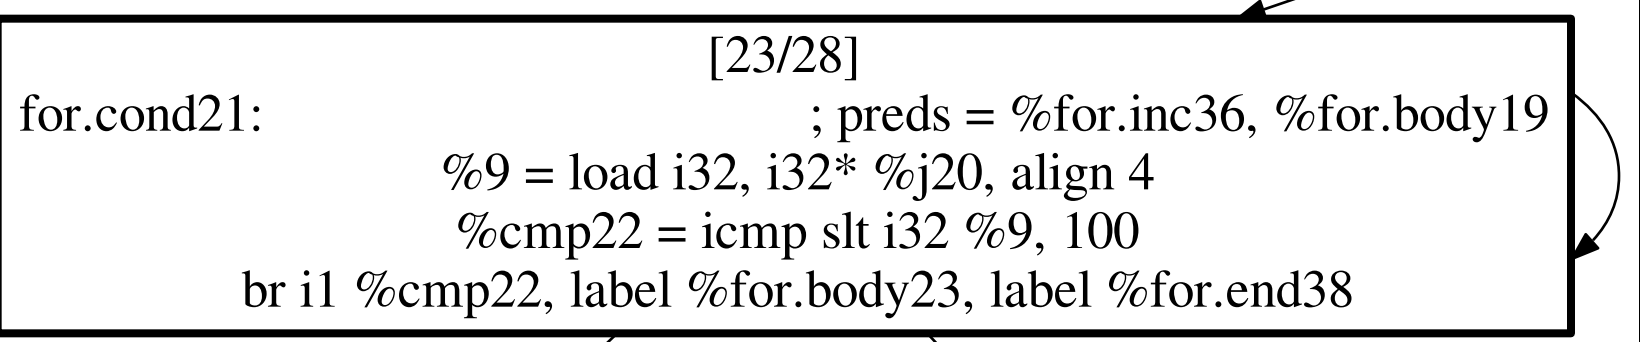 [23/28]
for.cond21: ; preds = %for.inc36, %for.body19
%9 = load i32, i32* %j20, align 4
%cmp22 = icmp slt i32 %9, 100
br i1 %cmp22, label %for.body23, label %for.end38